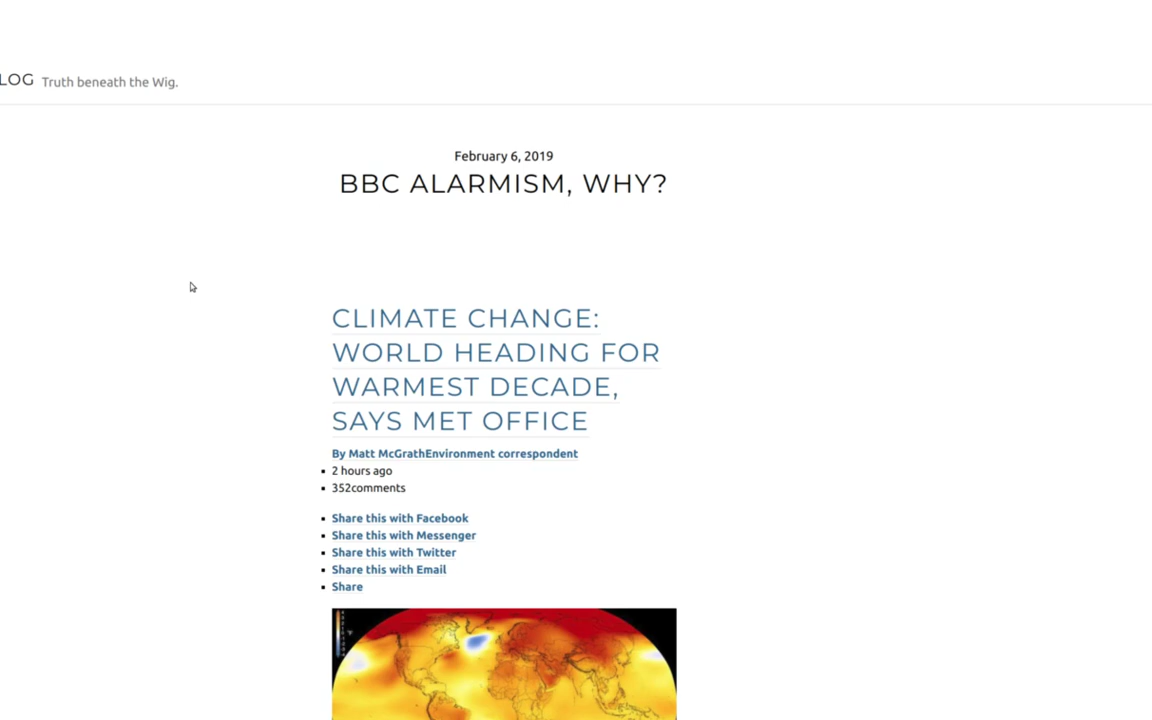 LOG Truth beneath the Wig.
February 6, 2019
BBC ALARMISM, WHY?
CLIMATE CHANGE:
WORLD HEADING FOR
WARMEST DECADE,
SAYS MET OFFICE
By Matt McGrathEnvironment correspondent
2 hours ago
352comments
Share this with Facebook
Share this with Messenger
Share this with Twitter
Share this with Email
Share